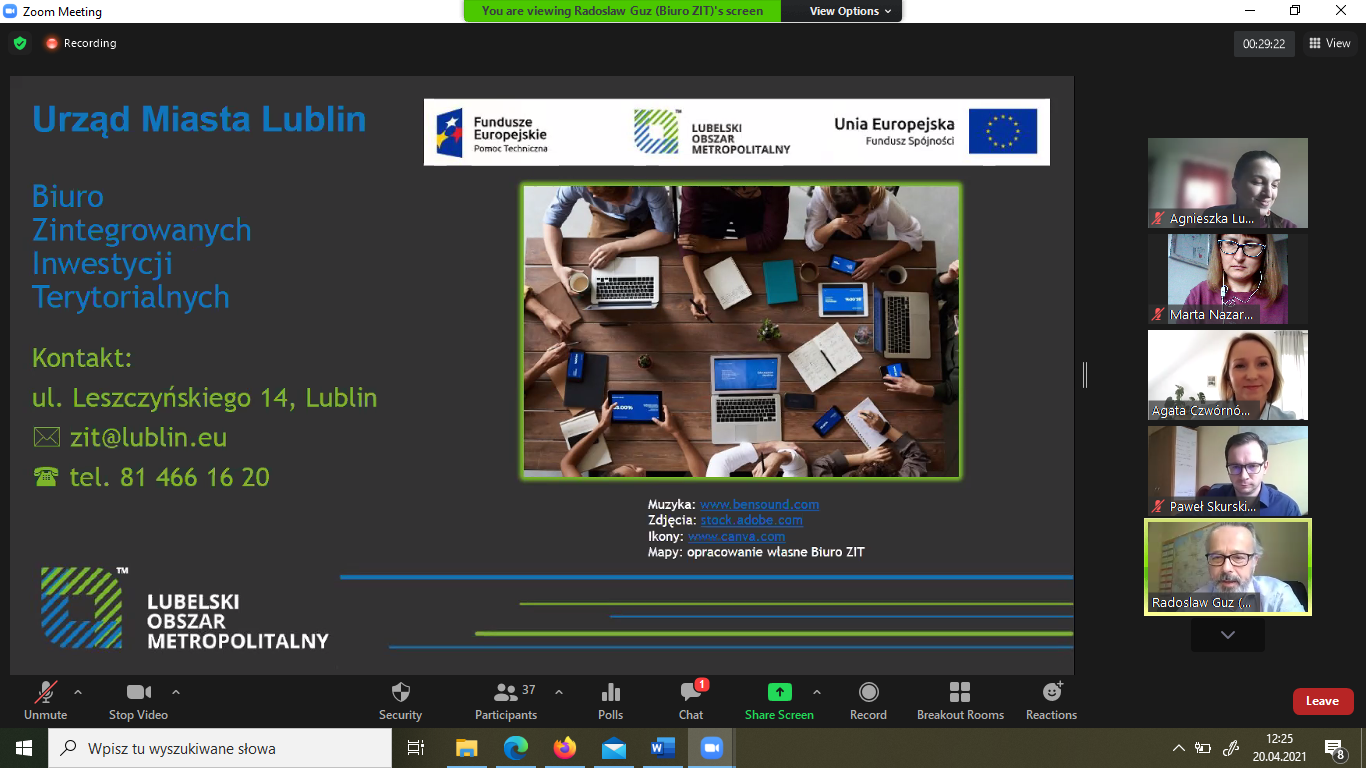 Zoom Meeting
You are viewing Radoslaw Guz (Biuro ZIT)'s screen
View Options
Recording
00:29:22
View
Urząd Miasta Lublin
Fundusze
Europejskie
Pomoc Techniczna
LUBELSKI
OBSZAR
METROPOLITALNY
Unia Europejska
Fundusz Spójności
Biuro
Zintegrowanych
Inwestycji
Terytorialnych
Kontakt:
ul. Leszczyńskiego 14, Lublin
zit@lublin.eu
tel. 81 466 16 20
Muzyka: www.bensound.com
Zdjęcia: stock.adobe.com
Ikony: www.canva.com
Mapy: opracowanie własne Biuro ZIT
TM
LUBELSKI
OBSZAR
METROPOLITALNY
Agnieszka Lu...
Marta Nazar...
Agata Czwórnó...
Paweł Skurski...
Radoslaw Guz (...
Unmute
Stop Video
Security
Participants
37
Polls
Chat
1
Share Screen
Record
Breakout Rooms
Reactions
Leave
Wpisz tu wyszukiwane słowa
12:25
20.04.2021
8